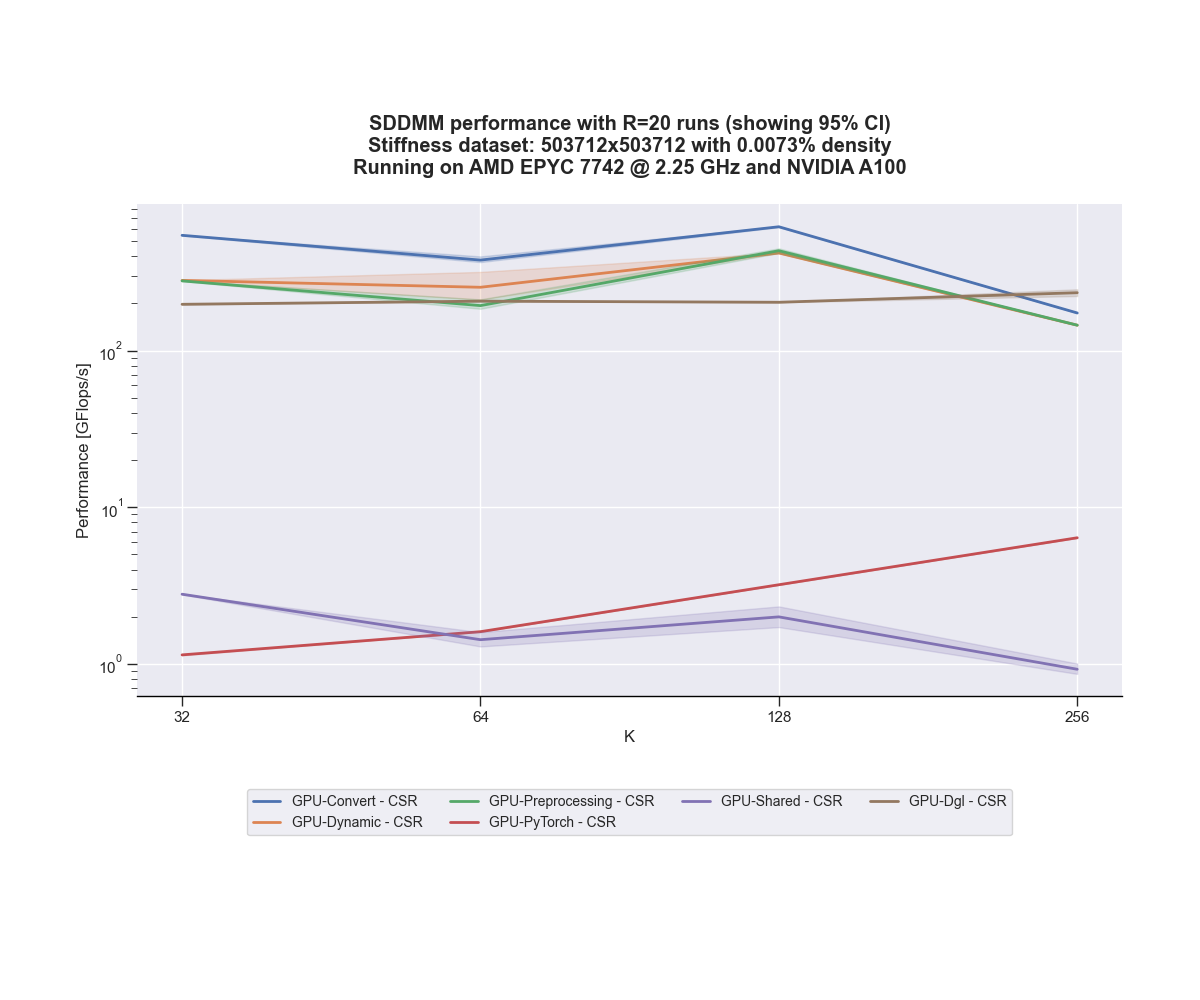 SDDMM performance with R=20 runs (showing 95% CI)
Stiffness dataset: 503712x503712 with 0.0073% density
Running on AMD EPYC 7742 @ 2.25 GHz and NVIDIA A100
Performance [GFlops/s]
10²
10¹
10⁰
32 64 128 256
K
GPU-Convert - CSR GPU-Preprocessing - CSR GPU-Shared - CSR GPU-Dgl - CSR
GPU-Dynamic - CSR GPU-PyTorch - CSR